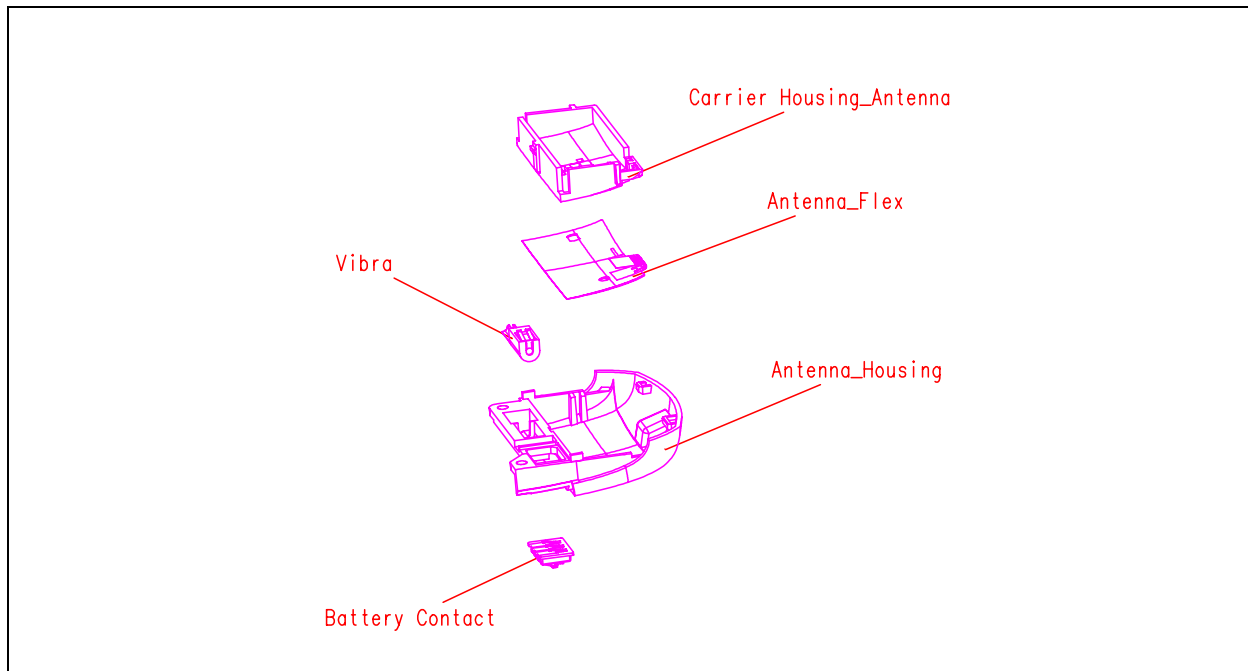 Carrier Housing_Antenna
Antenna_Flex
Vibra
Antenna_Housing
Battery Contact